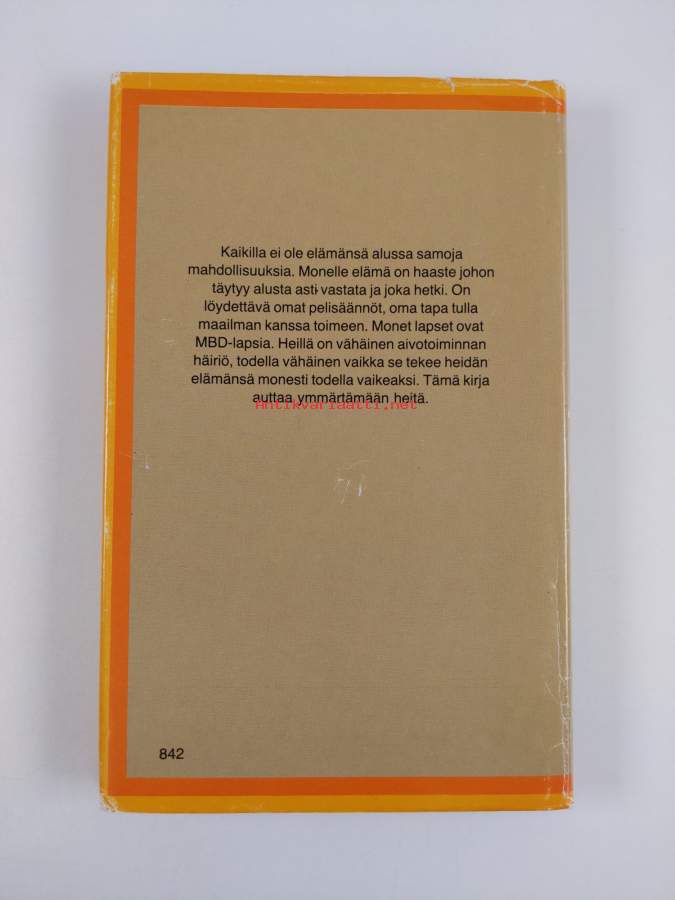 Kaikilla ei ole elämänsä alussa samoja
mahdollisuuksia. Monelle elämä on haaste johon
täytyy alusta asti vastata ja joka hetki. On
löydettävä omat pelisäännöt, oma tapa tulla
maailman kanssa toimeen. Monet lapset ovat
MBD-lapsia. Heillä on vähäinen aivotoiminnan
häiriö, todella vähäinen vaikka se tekee heidän
elämänsä monesti todella vaikeaksi. Tämä kirja
auttaa ymmärtämään heitä.
Antikvariaatti.net
842